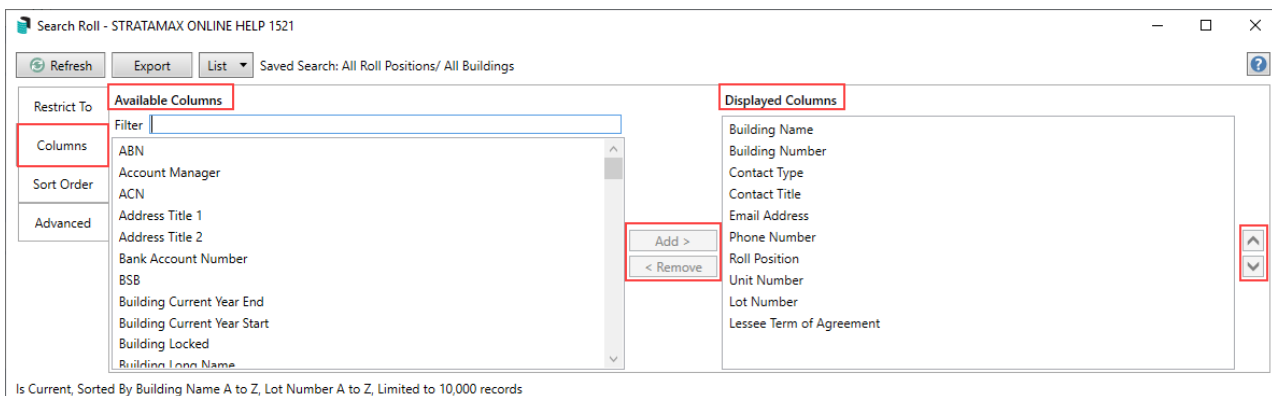 Search Roll - STRATAMAX ONLINE HELP 1521
Refresh Export List Saved Search: All Roll Positions/ All Buildings
Restrict To
Columns
Sort Order
Advanced
Available Columns
Filter
ABN
Account Manager
ACN
Address Title 1
Address Title 2
Bank Account Number
BSB
Building Current Year End
Building Current Year Start
Building Locked
Building Long Name
Add >
< Remove
Displayed Columns
Building Name
Building Number
Contact Type
Contact Title
Email Address
Phone Number
Roll Position
Unit Number
Lot Number
Lessee Term of Agreement
Is Current, Sorted By Building Name A to Z, Lot Number A to Z, Limited to 10,000 records